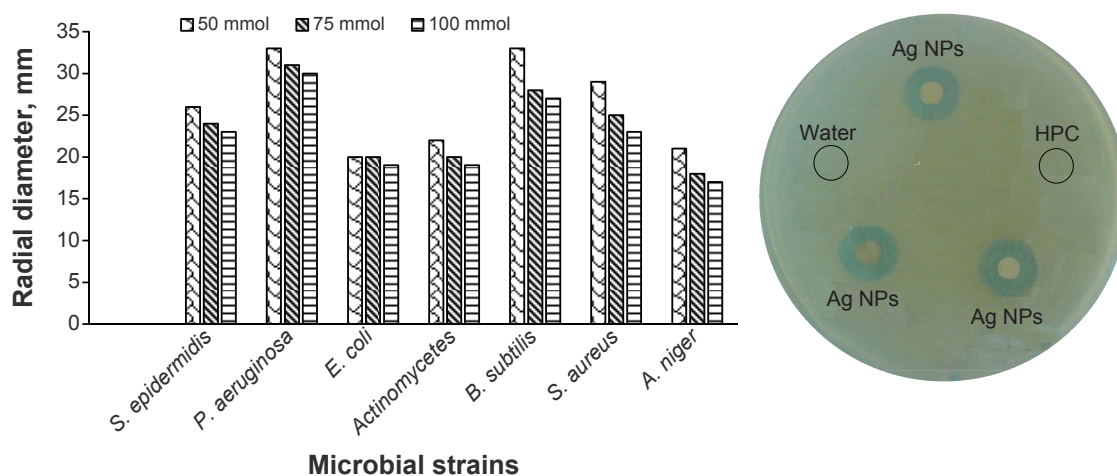 50 mmol 75 mmol 100 mmol
Radial diameter, mm
35
30
25
20
15
10
5
0
S. epidermidis
P. aeruginosa
E. coli
Actinomycetes
B. subtilis
S. aureus
A. niger
Microbial strains
Ag NPs
Water
HPC
Ag NPs
Ag NPs